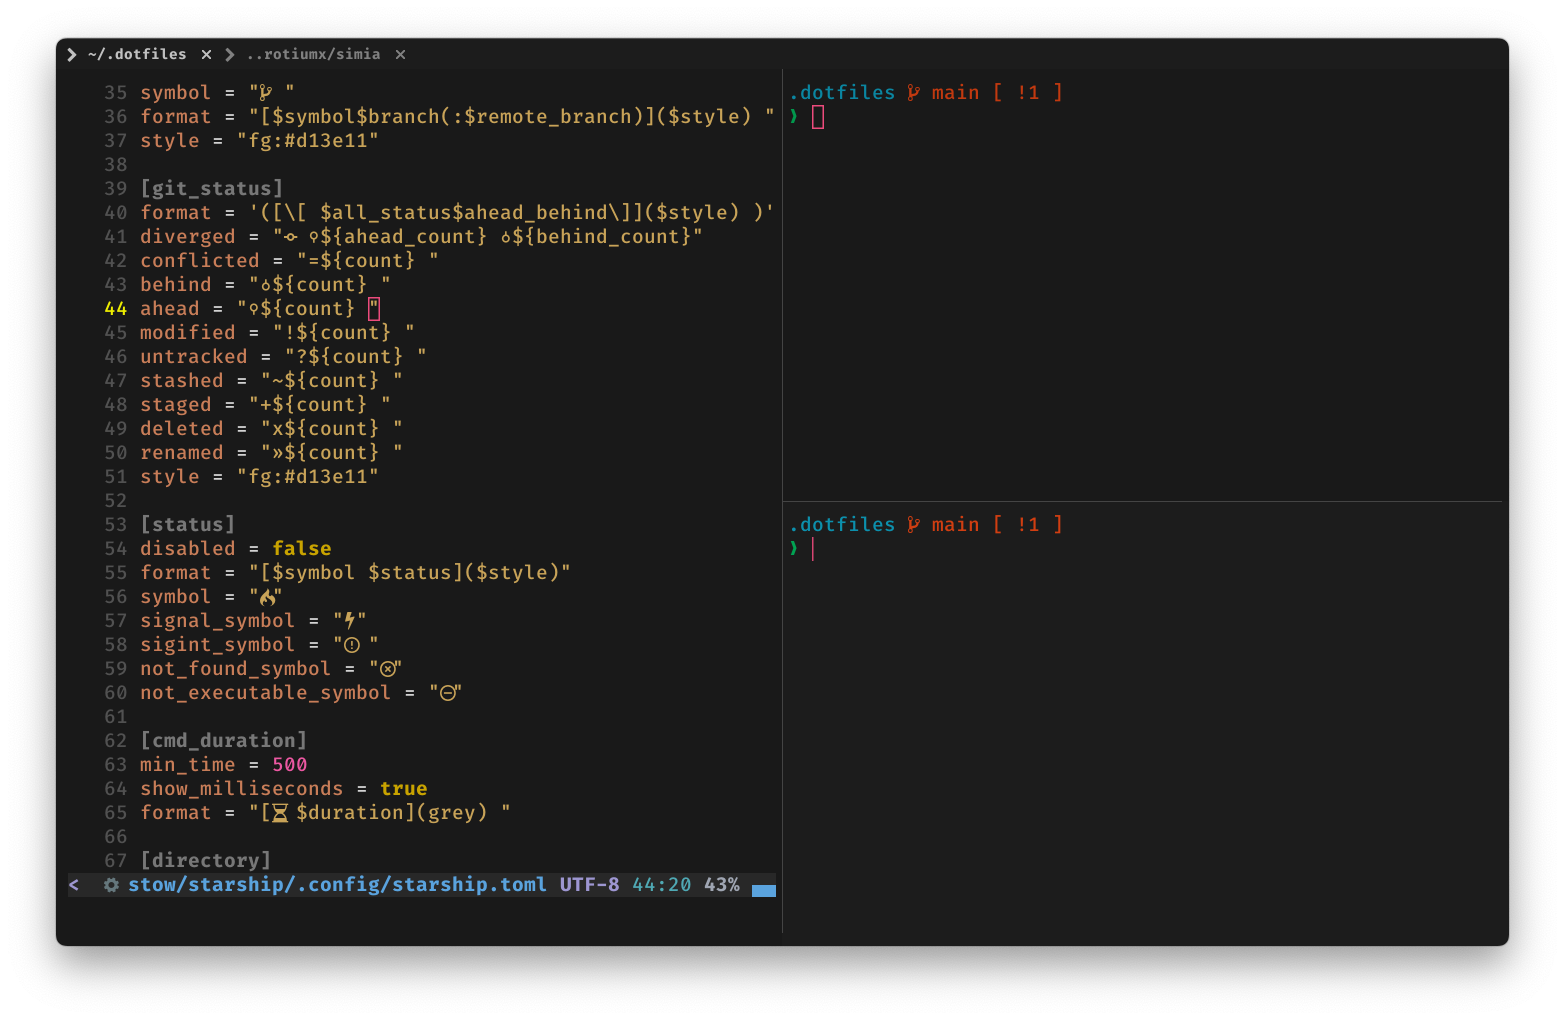 ~/.dotfiles × ..rotiumx/simia ×
35 symbol = " "
36 format = "[$symbol$branch(:$remote_branch)]($style) "
37 style = "fg:#d13e11"
38
39 [git_status]
40 format = '([\[ $all_status$ahead_behind\]]($style) )'
41 diverged = " ${ahead_count} ${behind_count}"
42 conflicted = "=${count} "
43 behind = "${count} "
44 ahead = "${count} "
45 modified = "!${count} "
46 untracked = "?${count} "
47 stashed = "~${count} "
48 staged = "+${count} "
49 deleted = "x${count} "
50 renamed = "»${count} "
51 style = "fg:#d13e11"
52
53 [status]
54 disabled = false
55 format = "[$symbol $status]($style)"
56 symbol = ""
57 signal_symbol = ""
58 sigint_symbol = " "
59 not_found_symbol = ""
60 not_executable_symbol = ""
61
62 [cmd_duration]
63 min_time = 500
64 show_milliseconds = true
65 format = "[ $duration](grey) "
66
67 [directory]
< stow/starship/.config/starship.toml UTF-8 44:20 43%
.dotfiles main [ !1 ]
❩
.dotfiles main [ !1 ]
❩